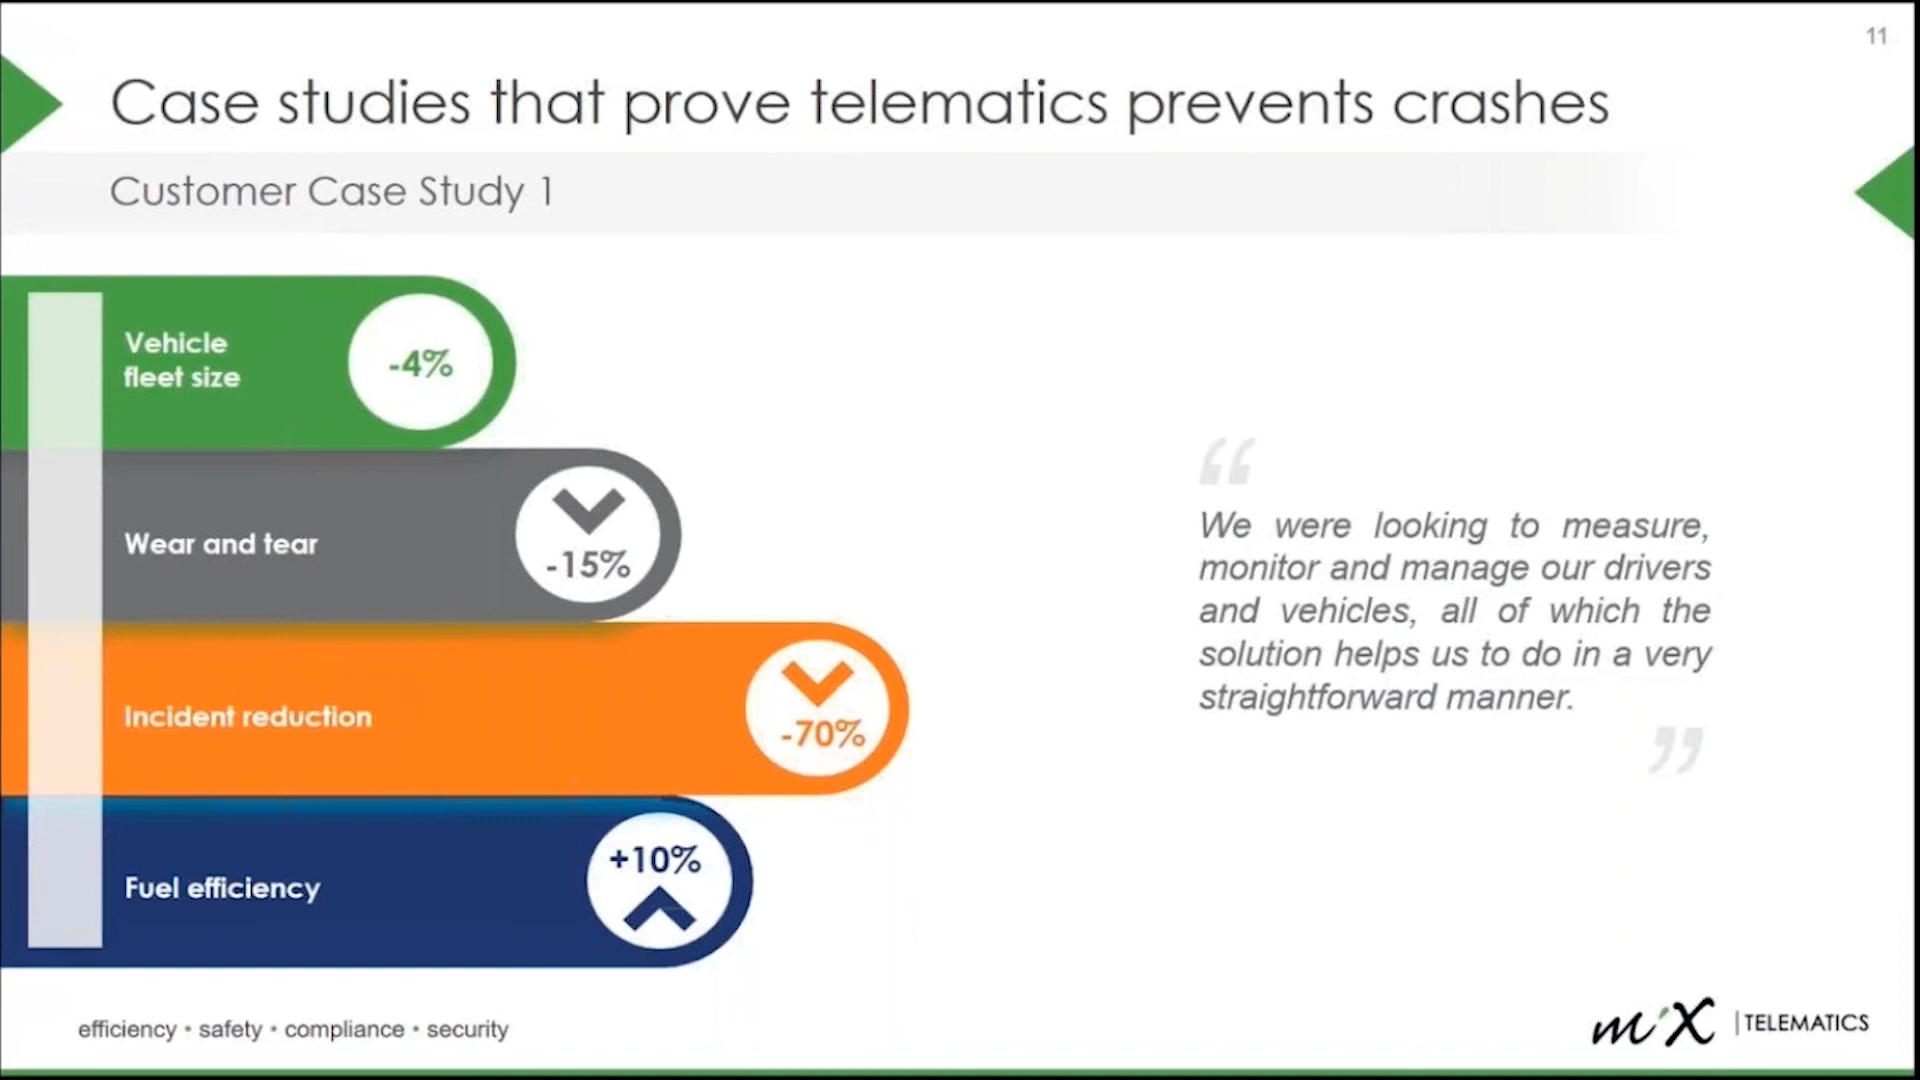 11
Case studies that prove telematics prevents crashes
Customer Case Study 1
Vehicle
fleet size
-4%
Wear and tear
-15%
Incident reduction
-70%
Fuel efficiency
+10%
“
We were looking to measure,
monitor and manage our drivers
and vehicles, all of which the
solution helps us to do in a very
straightforward manner.
”
efficiency • safety • compliance • security
mix | TELEMATICS